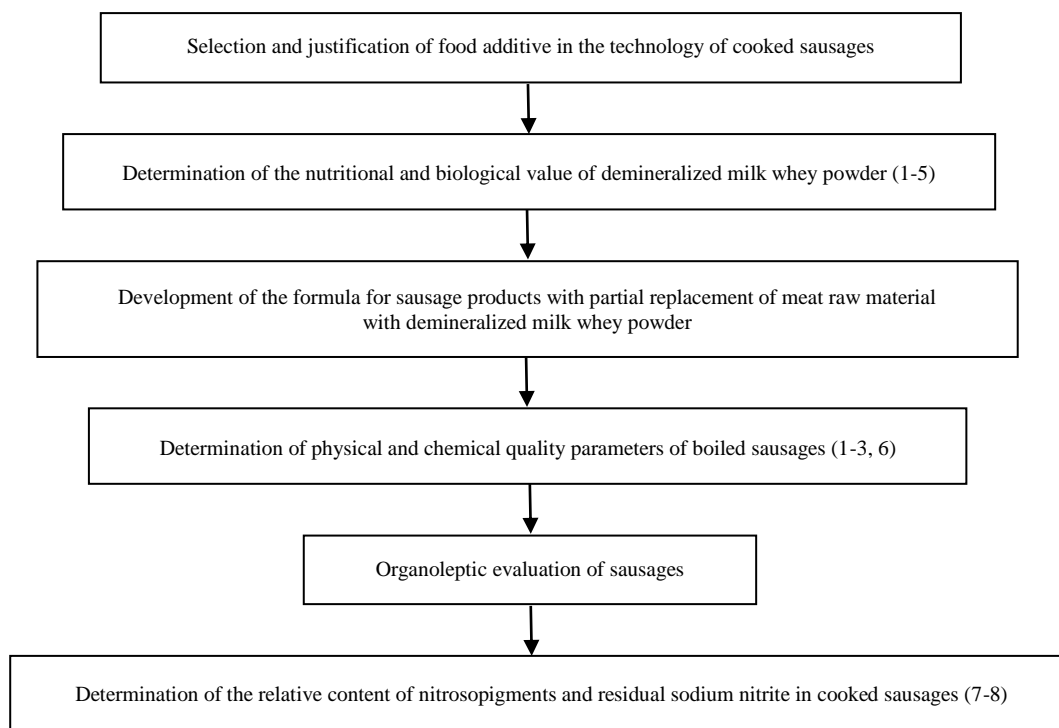 Selection and justification of food additive in the technology of cooked sausages
Determination of the nutritional and biological value of demineralized milk whey powder (1-5)
Development of the formula for sausage products with partial replacement of meat raw material
with demineralized milk whey powder
Determination of physical and chemical quality parameters of boiled sausages (1-3, 6)
Organoleptic evaluation of sausages
Determination of the relative content of nitrosopigments and residual sodium nitrite in cooked sausages (7-8)